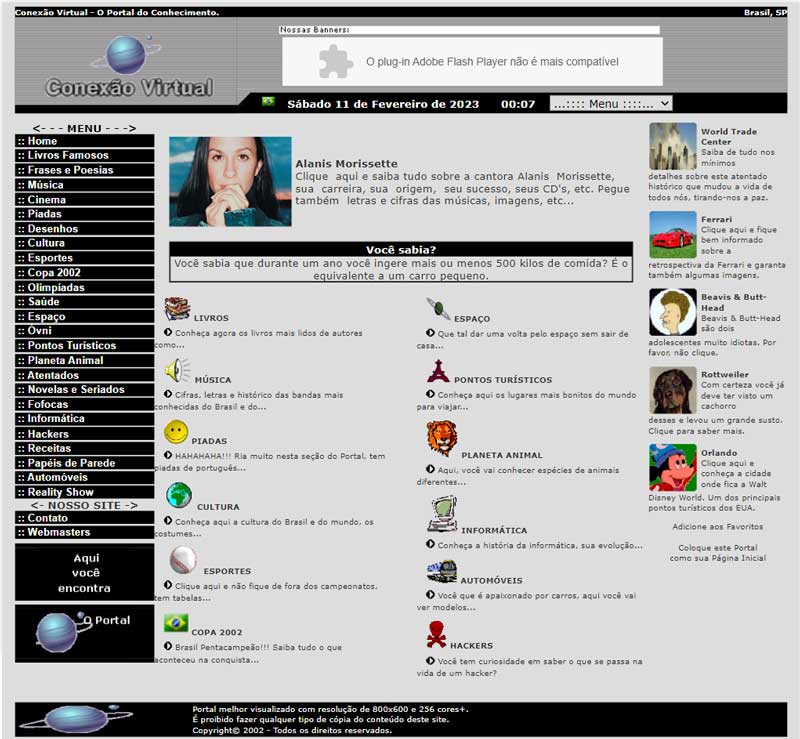 Conexão Virtual - O Portal do Conhecimento.
Brasil, SP
Nossas Banners:
O plug-in Adobe Flash Player não é mais compatível
Conexão Virtual
Sábado 11 de Fevereiro de 2023
00:07
...:::: Menu ::::...
<- - - MENU - - ->
:: Home
:: Livros Famosos
:: Frases e Poesias
:: Música
:: Cinema
:: Piadas
:: Desenhos
:: Cultura
:: Esportes
:: Copa 2002
:: Olimpíadas
:: Saúde
:: Espaço
:: Óvni
:: Pontos Turísticos
:: Planeta Animal
:: Atentados
:: Novelas e Seriados
:: Fofocas
:: Informática
:: Hackers
:: Receitas
:: Papéis de Parede
:: Automóveis
:: Reality Show
<- NOSSO SITE ->
:: Contato
:: Webmasters
Aqui
você
encontra
O Portal
Alanis Morissette
Clique aqui e saiba tudo sobre a cantora Alanis Morissette,
sua carreira, sua origem, seu sucesso, seus CD's, etc. Pegue
também letras e cifras das músicas, imagens, etc...
Você sabia?
Você sabia que durante um ano você ingere mais ou menos 500 kilos de comida? É o
equivalente a um carro pequeno.
LIVROS
Conheça agora os livros mais lidos de autores
como...
MÚSICA
Cifras, letras e histórico das bandas mais
conhecidas do Brasil e do...
PIADAS
HAHAHAHA!!! Ria muito nesta seção do Portal, tem
piadas de português...
CULTURA
Conheça aqui a cultura do Brasil e do mundo, os
costumes...
ESPORTES
Clique aqui e não fique de fora dos campeonatos,
tem tabelas...
COPA 2002
Brasil Pentacampeão!!! Saiba tudo o que
aconteceu na conquista...
ESPAÇO
Que tal dar uma volta pelo espaço sem sair de
casa...
PONTOS TURÍSTICOS
Conheça aqui os lugares mais bonitos do mundo
para viajar...
PLANETA ANIMAL
Aqui, você vai conhecer espécies de animais
diferentes...
INFORMÁTICA
Conheça a história da informática, sua evolução...
AUTOMÓVEIS
Você que é apaixonado por carros, aqui você vai
ver modelos...
HACKERS
Você tem curiosidade em saber o que se passa na
vida de um hacker?
World Trade
Center
Saiba de tudo nos
mínimos
detalhes sobre este atentado
histórico que mudou a vida de
todos nós, tirando-nos a paz.
Ferrari
Clique aqui e fique
bem informado
sobre a
retrospectiva da Ferrari e garanta
também algumas imagens.
Beavis & Butt-
Head
Beavis & Butt-Head
são dois
adolescentes muito idiotas. Por
favor, não clique.
Rottweiler
Com certeza você já
deve ter visto um
cachorro
desses e levou um grande susto.
Clique para saber mais.
Orlando
Clique aqui e
conheça a cidade
onde fica a Walt
Disney World. Um dos principais
pontos turísticos dos EUA.
Adicione aos Favoritos
Coloque este Portal
como sua Página Inicial
Portal melhor visualizado com resolução de 800x600 e 256 cores+.
É proibido fazer qualquer tipo de cópia do conteúdo deste site.
Copyright© 2002 - Todos os direitos reservados.